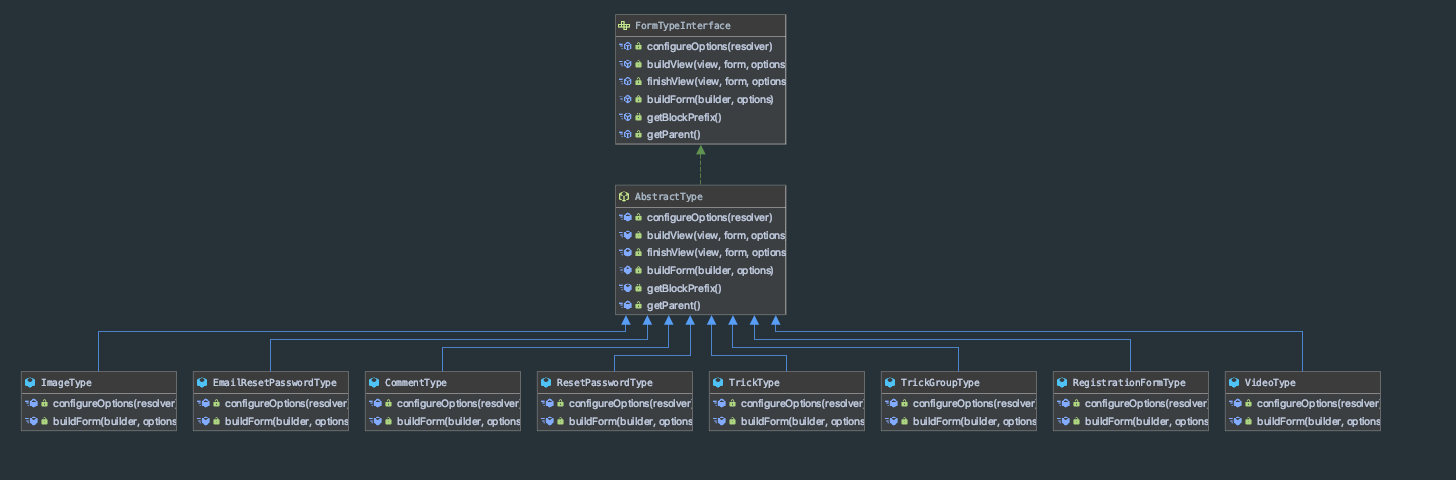 FormTypeInterface
configureOptions(resolver)
buildView(view, form, options
finishView(view, form, options
buildForm(builder, options)
getBlockPrefix()
getParent()
AbstractType
configureOptions(resolver)
buildView(view, form, options
finishView(view, form, options
buildForm(builder, options)
getBlockPrefix()
getParent()
ImageType
configureOptions(resolver
buildForm(builder, options
EmailResetPasswordType
configureOptions(resolver
buildForm(builder, options
CommentType
configureOptions(resolver
buildForm(builder, options
ResetPasswordType
configureOptions(resolver
buildForm(builder, options
TrickType
configureOptions(resolver
buildForm(builder, options
TrickGroupType
configureOptions(resolver
buildForm(builder, options
RegistrationFormType
configureOptions(resolver
buildForm(builder, options
VideoType
configureOptions(resolver
buildForm(builder, options